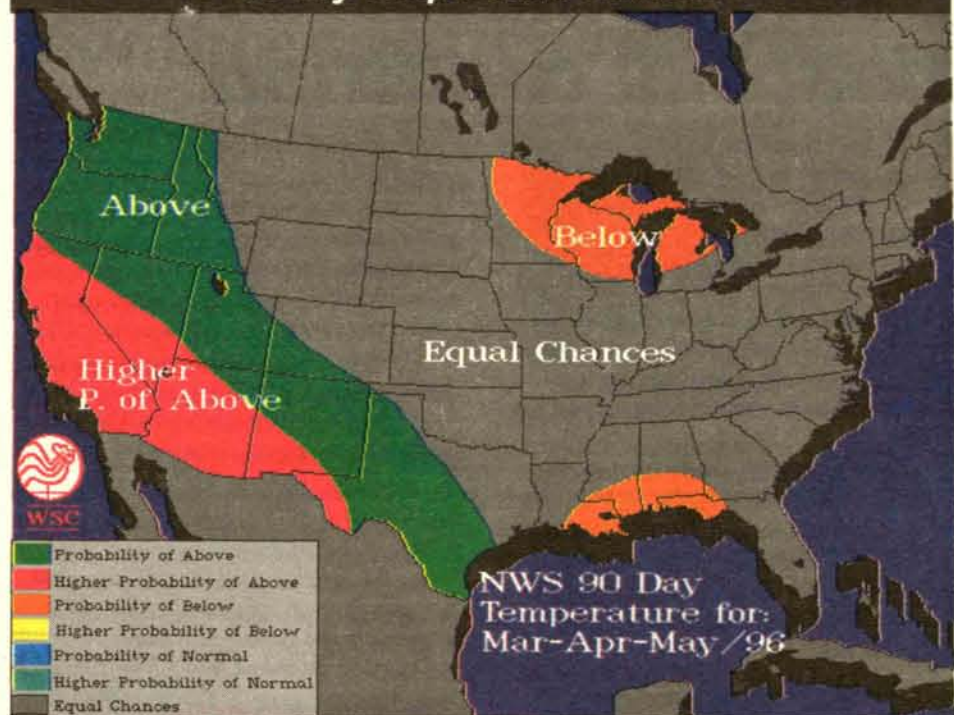 Above
Below
Equal Chances
Higher
P. of Above
WSC
Probability of Above
Higher Probability of Above
Probability of Below
Higher Probability of Below
Probability of Normal
Higher Probability of Normal
Equal Chances
NWS 90 Day
Temperature for:
Mar-Apr-May/96